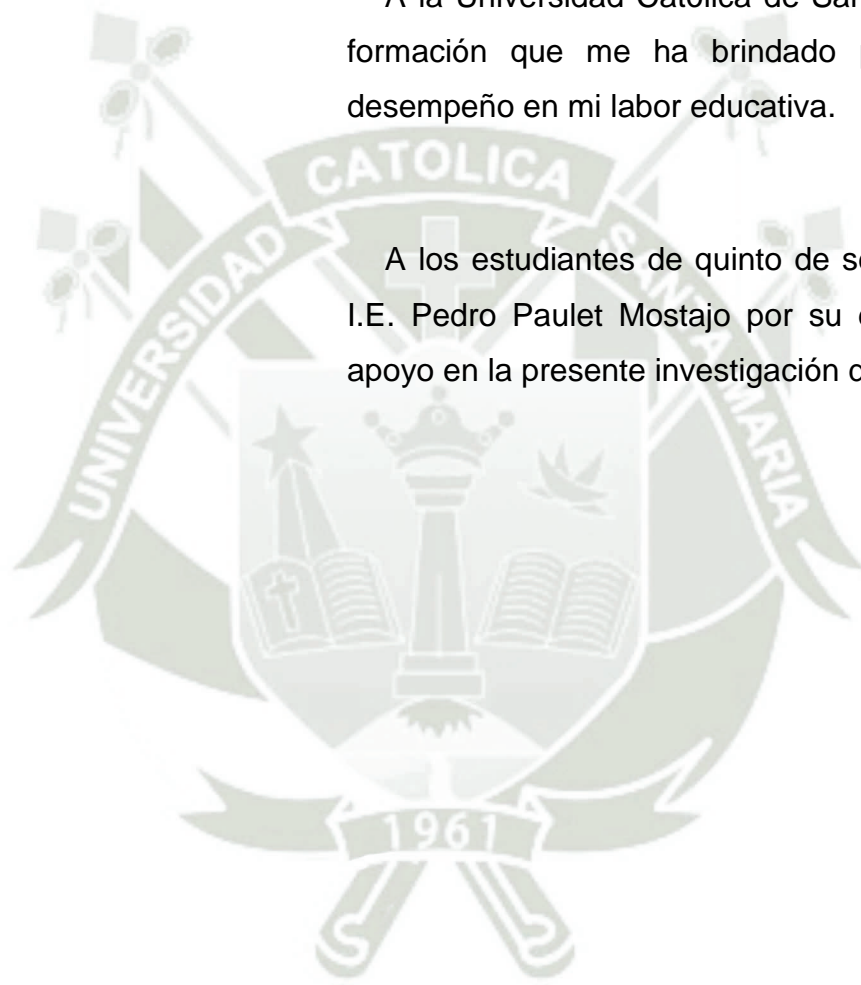 A la Universidad Católica de San
formación que me ha brindado
desempeño en mi labor educativa.
CATOLICA
UNIVERSIDAD
SANTA MARIA
A los estudiantes de quinto de
I.E. Pedro Paulet Mostajo por su
apoyo en la presente investigación
1961